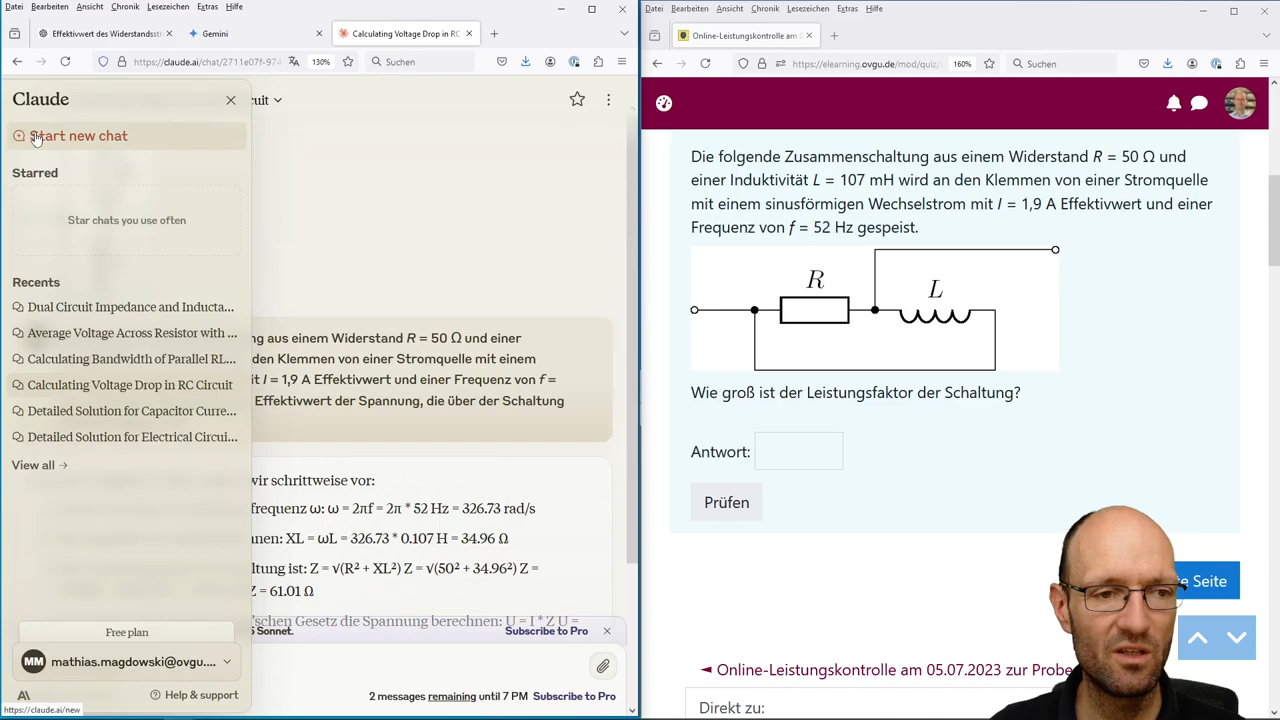 Datei Bearbeiten Ansicht Chronik Lesezeichen Extras Hilfe
Effektivwert des Widerstandsst
Gemini
Calculating Voltage Drop in RC
https://claude.ai/chat/2711e07f-974
130%
Suchen
Claude
Start new chat
Starred
Star chats you use often
Recents
Dual Circuit Impedance and Inducta...
Average Voltage Across Resistor with ...
Calculating Bandwidth of Parallel RL...
Calculating Voltage Drop in RC Circuit
Detailed Solution for Capacitor Curre...
Detailed Solution for Electrical Circui...
View all →
Free plan
MM mathias.magdowski@ovgu....
Help & support
https://claude.ai/new
cuit
aus einem Widerstand R = 50 Ω und einer
den Klemmen von einer Stromquelle mit einem
it I = 1,9 A Effektivwert und einer Frequenz von f =
Effektivwert der Spannung, die über der Schaltung
wir schrittweise vor:
frequenz ω: ω = 2πf = 2π * 52 Hz = 326.73 rad/s
nen: XL = ωL = 326.73 * 0.107 H = 34.96 Ω
ltung ist: Z = √(R² + XL²) Z = √(50² + 34.96²) Z =
Z = 61.01 Ω
'schen Gesetz die Spannung berechnen: U = I * Z U =
Sonnet.
Subscribe to Pro
2 messages remaining until 7 PM Subscribe to Pro
Datei Bearbeiten Ansicht Chronik Lesezeichen Extras Hilfe
Online-Leistungskontrolle am
https://elearning.ovgu.de/mod/quiz/
160%
Suchen
Die folgende Zusammenschaltung aus einem Widerstand R = 50 Ω und
einer Induktivität L = 107 mH wird an den Klemmen von einer Stromquelle
mit einem sinusförmigen Wechselstrom mit I = 1,9 A Effektivwert und einer
Frequenz von f = 52 Hz gespeist.
R
L
Wie groß ist der Leistungsfaktor der Schaltung?
Antwort:
Prüfen
te Seite
◄ Online-Leistungskontrolle am 05.07.2023 zur Probe
Direkt zu: